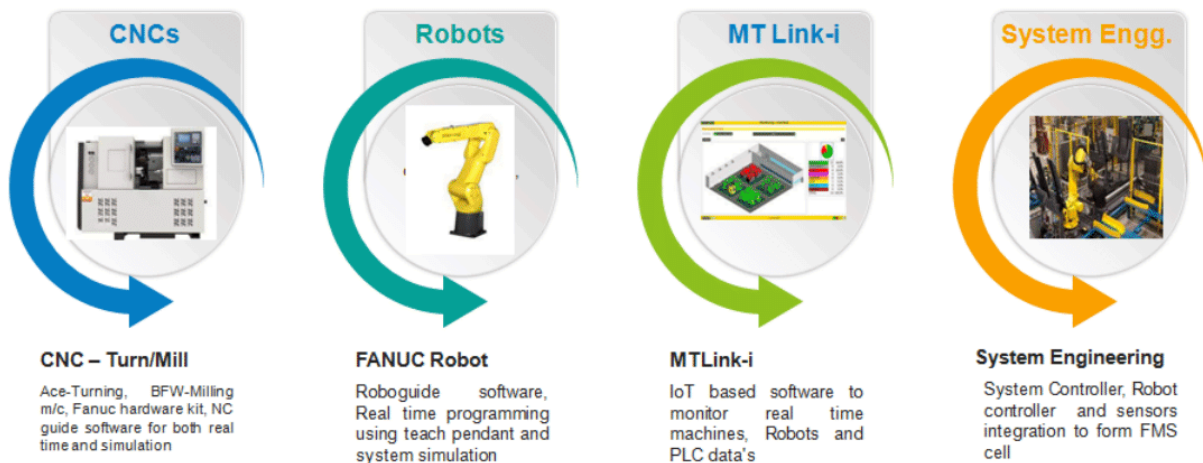 CNCs
Robots
MT Link-i
System Engg.
CNC – Turn/Mill
Ace-Turning, BFW-Milling
m/c, Fanuc hardware kit, NC
guide software for both real
time and simulation
FANUC Robot
Roboguide software,
Real time programming
using teach pendant and
system simulation
MTLink-i
IoT based software to
monitor real time
machines, Robots and
PLC data's
System Engineering
System Controller, Robot
controller and sensors
integration to form FMS
cell